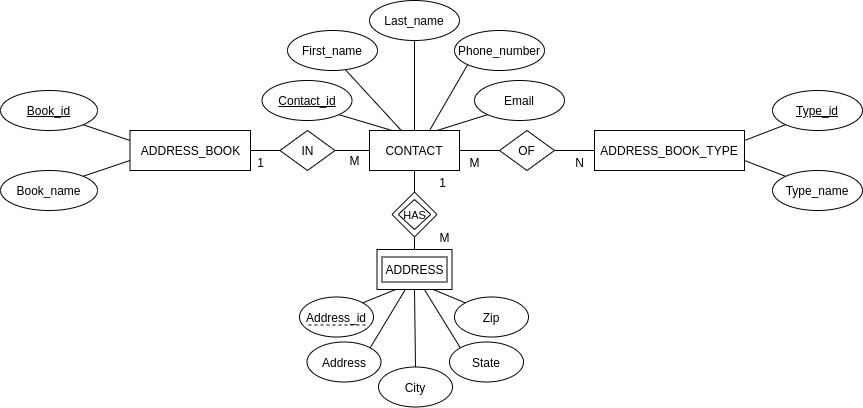 Last_name
First_name
Phone_number
Contact_id
Email
Book_id
Type_id
ADDRESS_BOOK
IN
CONTACT
OF
ADDRESS_BOOK_TYPE
1
M
M
N
Book_name
1
Type_name
HAS
M
ADDRESS
Address_id
Zip
Address
State
City